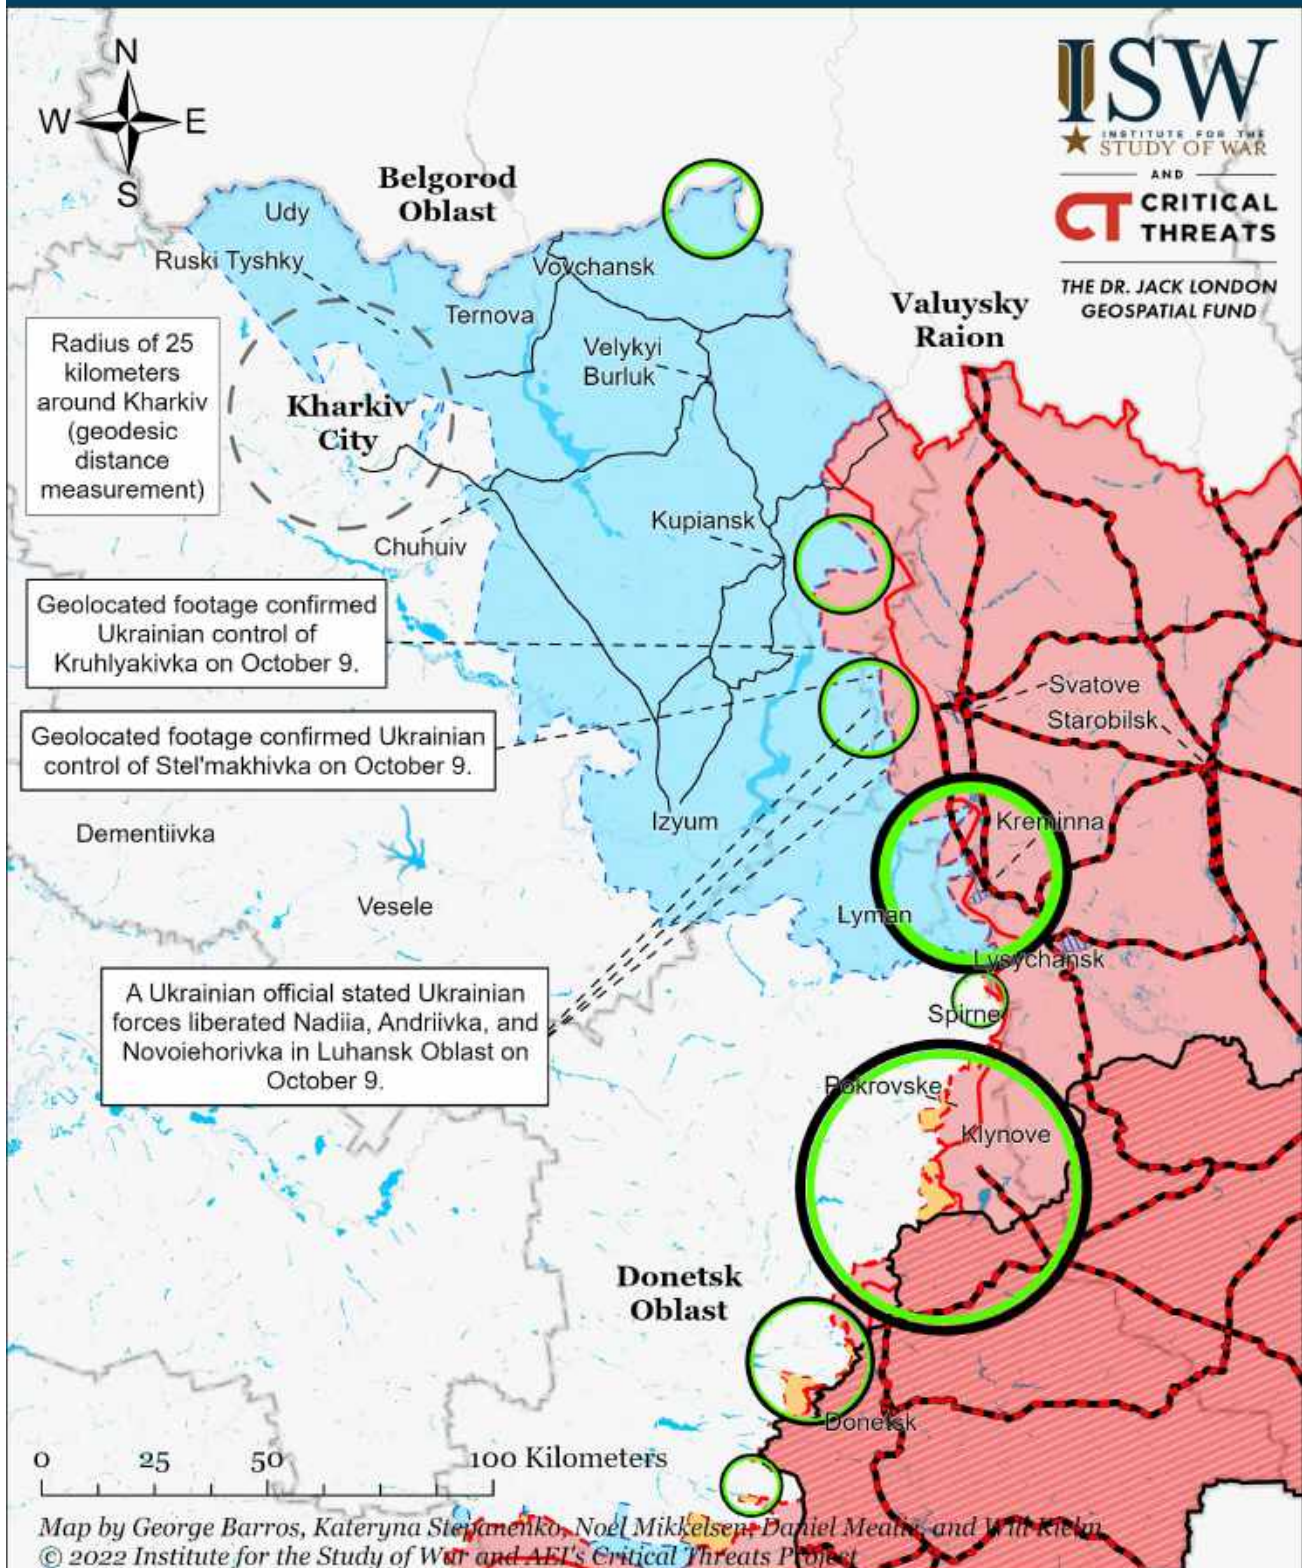 N
W E
S
ISW
INSTITUTE FOR THE
STUDY OF WAR
AND
CT CRITICAL
THREATS
THE DR. JACK LONDON
GEOSPATIAL FUND
Belgorod
Oblast
Udy
Ruski Tyshky
Vovchansk
Ternova
Valuysky
Raion
Velykyi
Burluk
Radius of 25
kilometers
around Kharkiv
(geodesic
distance
measurement)
Kharkiv
City
Kupiansk
Chuhuiv
Geolocated footage confirmed
Ukrainian control of
Kruhlyakivka on October 9.
Svatove
Starobilsk
Geolocated footage confirmed Ukrainian
control of Stel'makhivka on October 9.
Izyum
Kreminna
Dementiivka
Vesele
Lyman
Lysychansk
A Ukrainian official stated Ukrainian
forces liberated Nadiia, Andriivka, and
Novoiehorivka in Luhansk Oblast on
October 9.
Spirne
Pokrovske
Klynove
Donetsk
Oblast
Donetsk
0 25 50 100 Kilometers
Map by George Barros, Kateryna Stepanenko, Noel Mikkelsen, Daniel Mealie, and Will Kielm
© 2022 Institute for the Study of War and AEI's Critical Threats Project